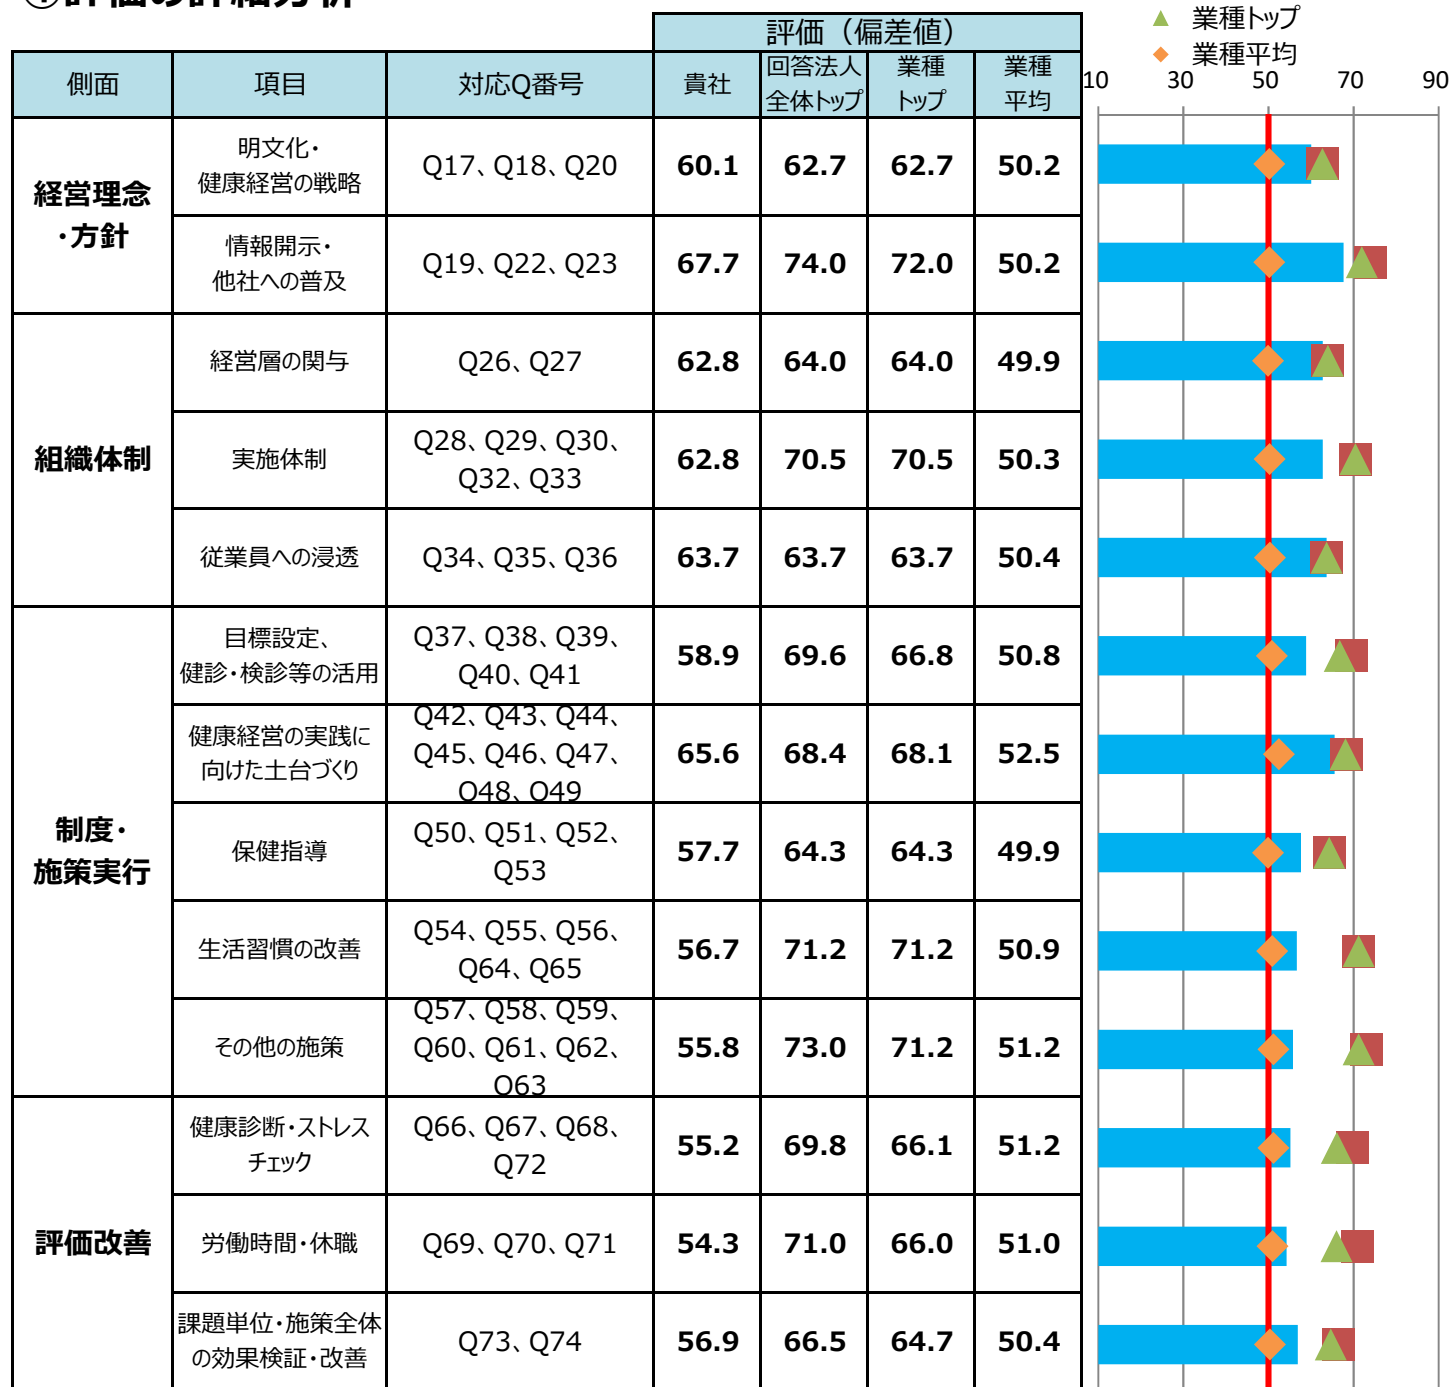 ①評価の詳細分析
評価（偏差値）
側面 項目 対応Q番号 貴社 回答法人 全体トップ 業種 トップ 業種 平均
▲ 業種トップ
◆ 業種平均
10 30 50 70 90
経営理念
・方針
明文化・
健康経営の戦略
Q17、Q18、Q20
60.1 62.7 62.7 50.2
情報開示・
他社への普及
Q19、Q22、Q23
67.7 74.0 72.0 50.2
組織体制
経営層の関与
Q26、Q27
62.8 64.0 64.0 49.9
実施体制
Q28、Q29、Q30、
Q32、Q33
62.8 70.5 70.5 50.3
従業員への浸透
Q34、Q35、Q36
63.7 63.7 63.7 50.4
制度・
施策実行
目標設定、
健診・検診等の活用
Q37、Q38、Q39、
Q40、Q41
58.9 69.6 66.8 50.8
健康経営の実践に
向けた土台づくり
Q42、Q43、Q44、
Q45、Q46、Q47、
Q48、Q49
65.6 68.4 68.1 52.5
保健指導
Q50、Q51、Q52、
Q53
57.7 64.3 64.3 49.9
生活習慣の改善
Q54、Q55、Q56、
Q64、Q65
56.7 71.2 71.2 50.9
その他の施策
Q57、Q58、Q59、
Q60、Q61、Q62、
Q63
55.8 73.0 71.2 51.2
評価改善
健康診断・ストレス
チェック
Q66、Q67、Q68、
Q72
55.2 69.8 66.1 51.2
労働時間・休職
Q69、Q70、Q71
54.3 71.0 66.0 51.0
課題単位・施策全体
の効果検証・改善
Q73、Q74
56.9 66.5 64.7 50.4